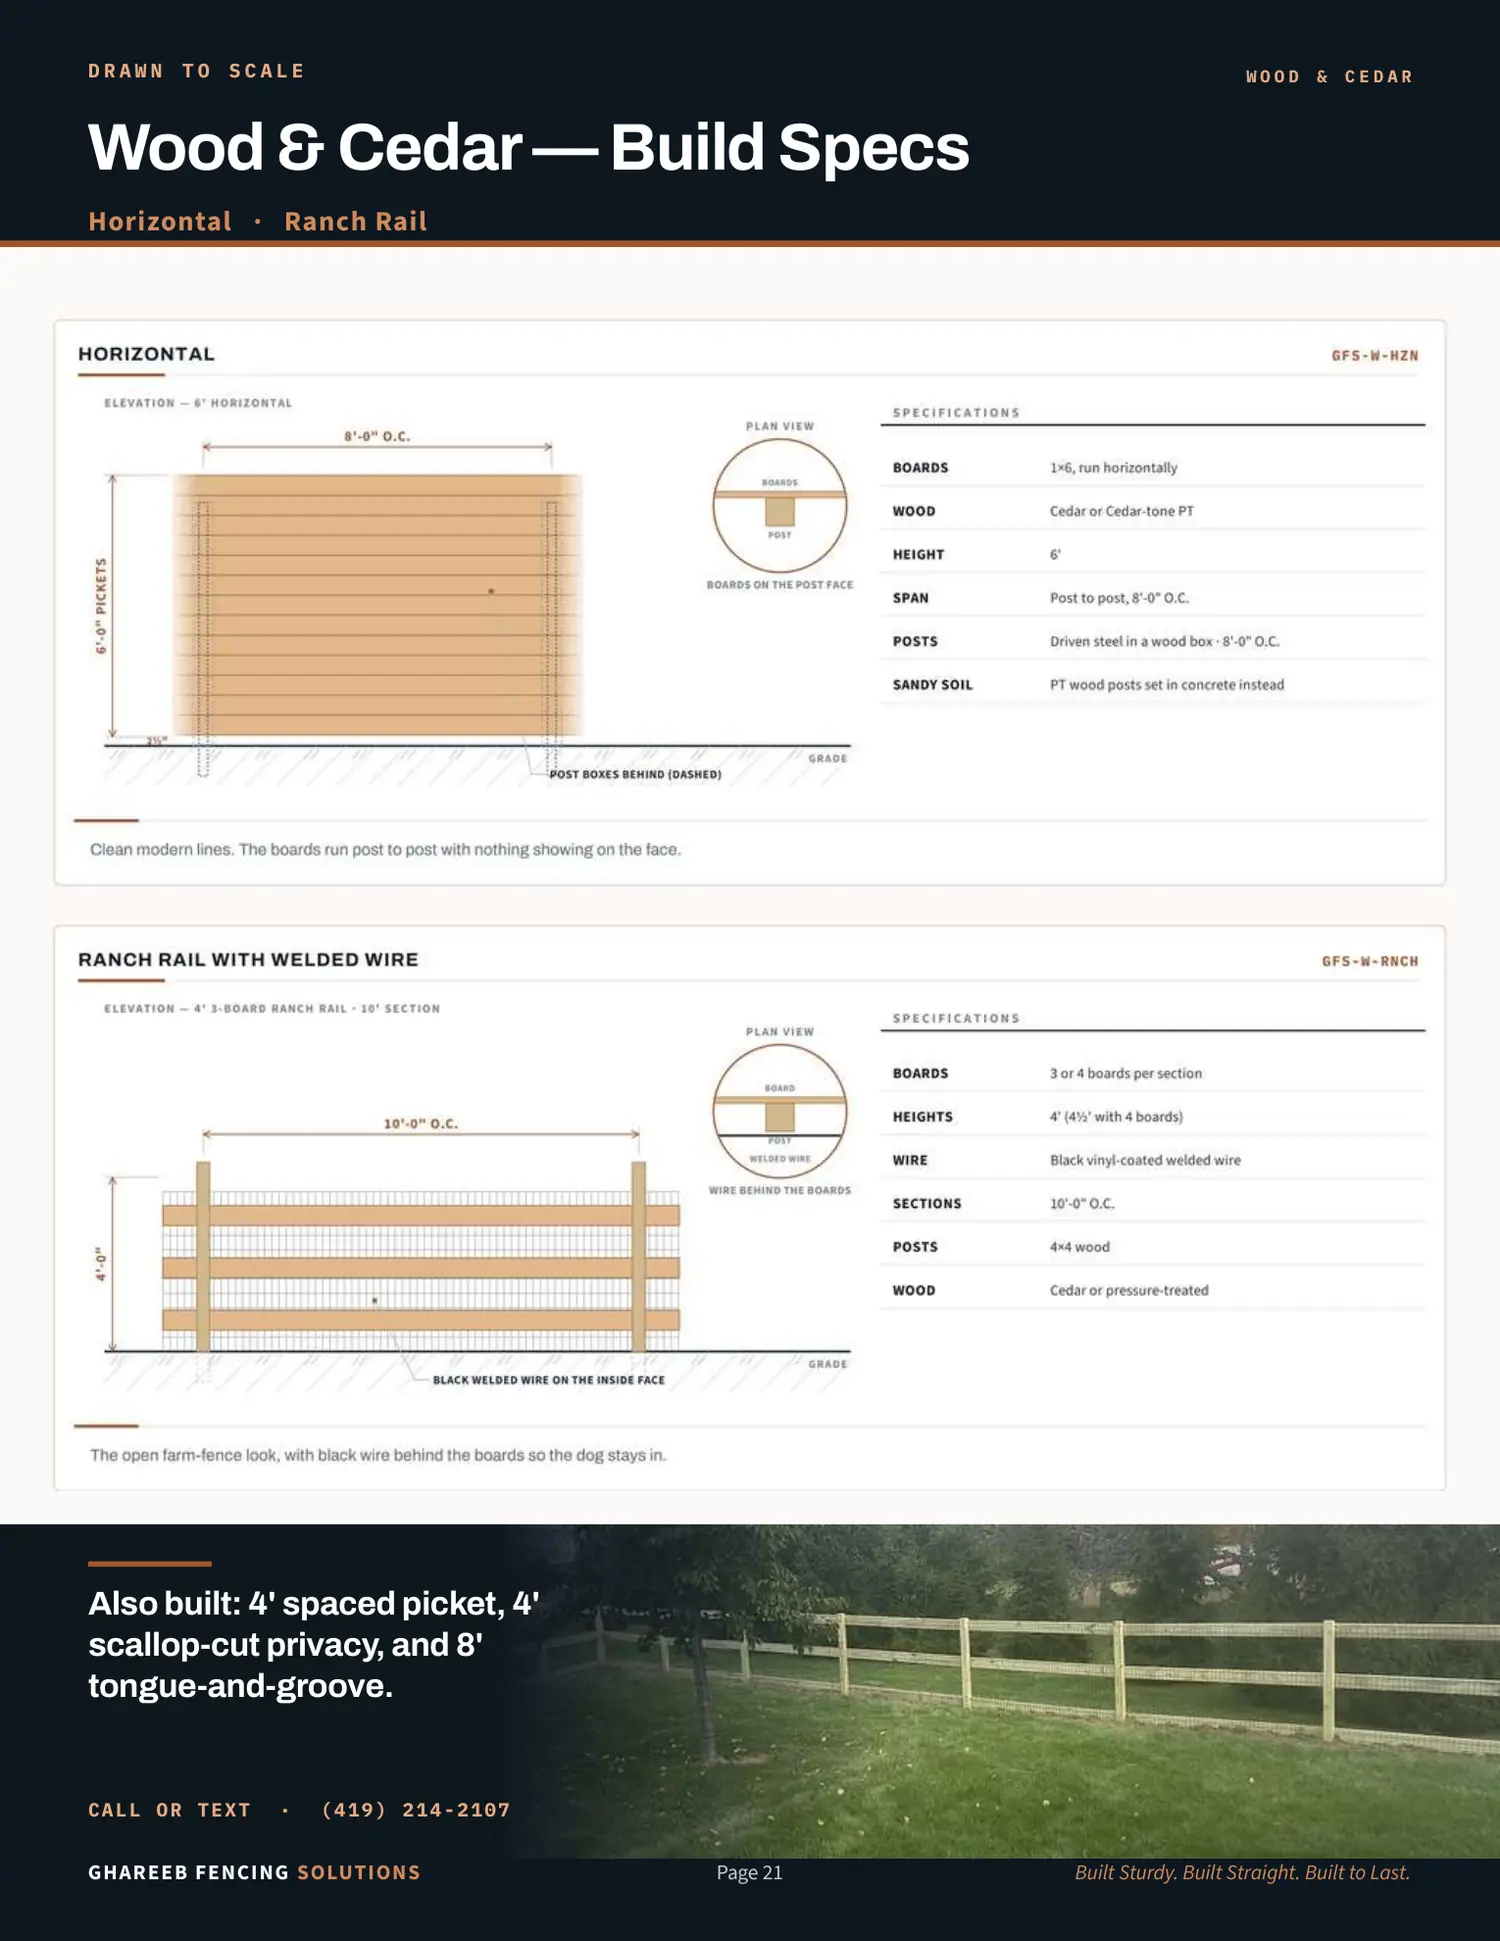 DRAWN TO SCALE
WOOD & CEDAR
Wood & Cedar — Build Specs
Horizontal · Ranch Rail
HORIZONTAL
GFS-W-HZN
ELEVATION — 6' HORIZONTAL
8'-0" O.C.
6'-0" PICKETS
2½"
GRADE
POST BOXES BEHIND (DASHED)
PLAN VIEW
BOARDS
POST
BOARDS ON THE POST FACE
SPECIFICATIONS
BOARDS 1×6, run horizontally
WOOD Cedar or Cedar-tone PT
HEIGHT 6'
SPAN Post to post, 8'-0" O.C.
POSTS Driven steel in a wood box · 8'-0" O.C.
SANDY SOIL PT wood posts set in concrete instead
Clean modern lines. The boards run post to post with nothing showing on the face.
RANCH RAIL WITH WELDED WIRE
GFS-W-RNCH
ELEVATION — 4' 3-BOARD RANCH RAIL · 10' SECTION
10'-0" O.C.
4'-0"
GRADE
BLACK WELDED WIRE ON THE INSIDE FACE
PLAN VIEW
BOARD
POST
WELDED WIRE
WIRE BEHIND THE BOARDS
SPECIFICATIONS
BOARDS 3 or 4 boards per section
HEIGHTS 4' (4½' with 4 boards)
WIRE Black vinyl-coated welded wire
SECTIONS 10'-0" O.C.
POSTS 4×4 wood
WOOD Cedar or pressure-treated
The open farm-fence look, with black wire behind the boards so the dog stays in.
Also built: 4' spaced picket, 4'
scallop-cut privacy, and 8'
tongue-and-groove.
CALL OR TEXT · (419) 214-2107
GHAREEB FENCING SOLUTIONS
Page 21
Built Sturdy. Built Straight. Built to Last.